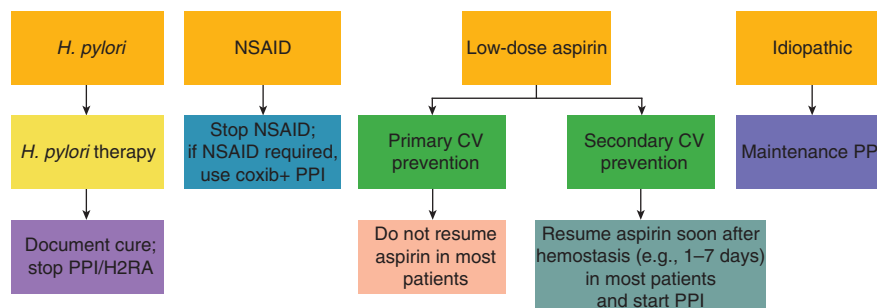 H. pylori
NSAID
Low-dose aspirin
Idiopathic
H. pylori therapy
Stop NSAID;
if NSAID required,
use coxib+ PPI
Primary CV
prevention
Secondary CV
prevention
Maintenance PP
Document cure;
stop PPI/H2RA
Do not resume
aspirin in most
patients
Resume aspirin soon after
hemostasis (e.g., 1–7 days)
in most patients
and start PPI